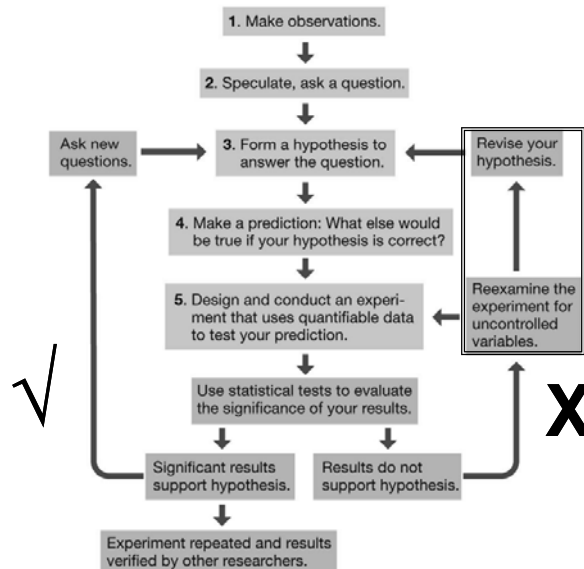 1. Make observations.
2. Speculate, ask a question.
Ask new
questions.
3. Form a hypothesis to
answer the question.
Revise your
hypothesis.
4. Make a prediction: What else would
be true if your hypothesis is correct?
5. Design and conduct an experi-
ment that uses quantifiable data
to test your prediction.
Reexamine the
experiment for
uncontrolled
variables.
√
Use statistical tests to evaluate
the significance of your results.
X
Significant results
support hypothesis.
Results do not
support hypothesis.
Experiment repeated and results
verified by other researchers.